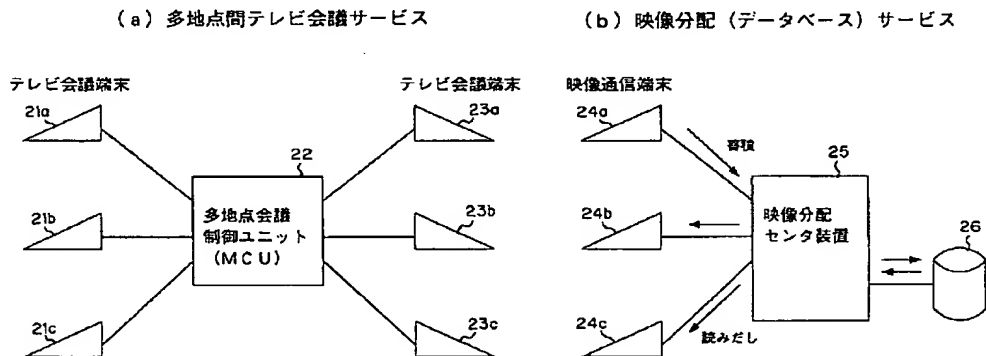 (a) 多地点間テレビ会議サービス
テレビ会議端末
テレビ会議端末
21a
23a
22
多地点会議
制御ユニット
(MCU)
21b
23b
21c
23c
(b) 映像分配 (データベース) サービス
映像通信端末
24a
蓄積
25
24b
映像分配
センタ装置
26
24c
読みだし